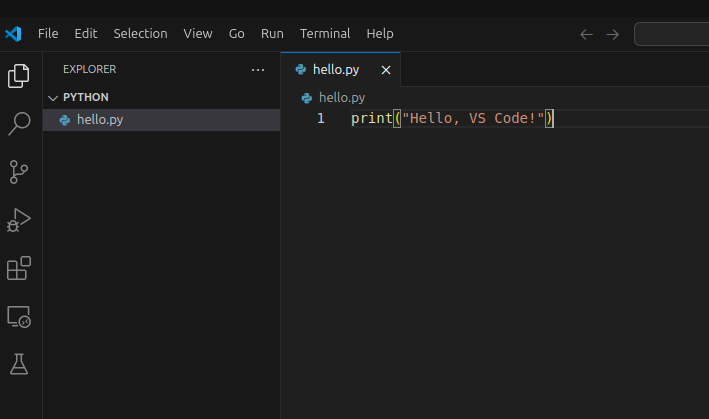 File Edit Selection View Go Run Terminal Help
EXPLORER ...
PYTHON
hello.py
hello.py
hello.py
1 print("Hello, VS Code!")